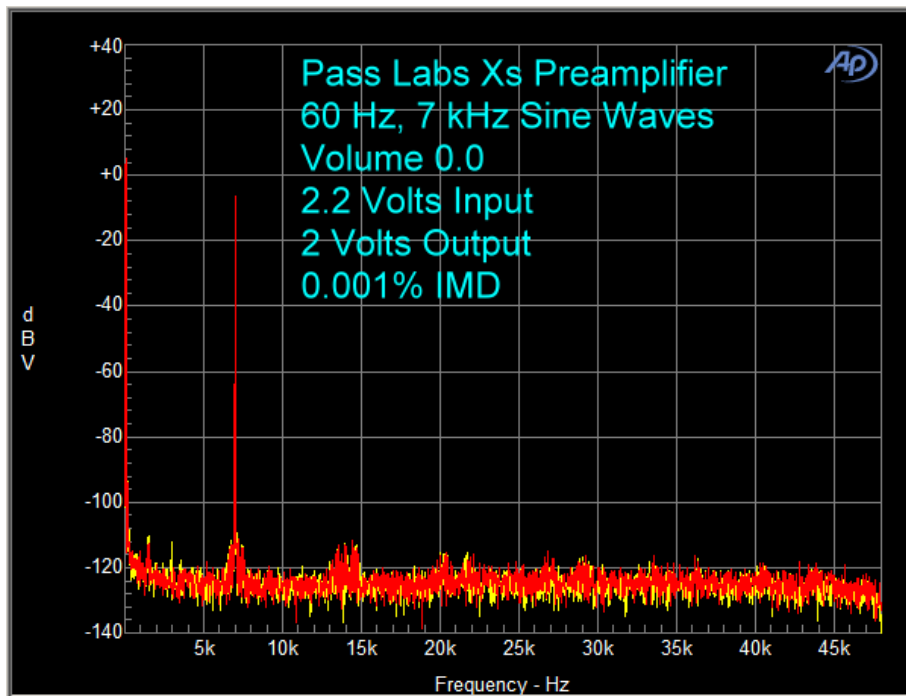 +40
+20
+0
-20
-40
-60
-80
-100
-120
-140
d
B
V
Pass Labs Xs Preamplifier
60 Hz, 7 kHz Sine Waves
Volume 0.0
2.2 Volts Input
2 Volts Output
0.001% IMD
AP
5k 10k 15k 20k 25k 30k 35k 40k 45k
Frequency - Hz